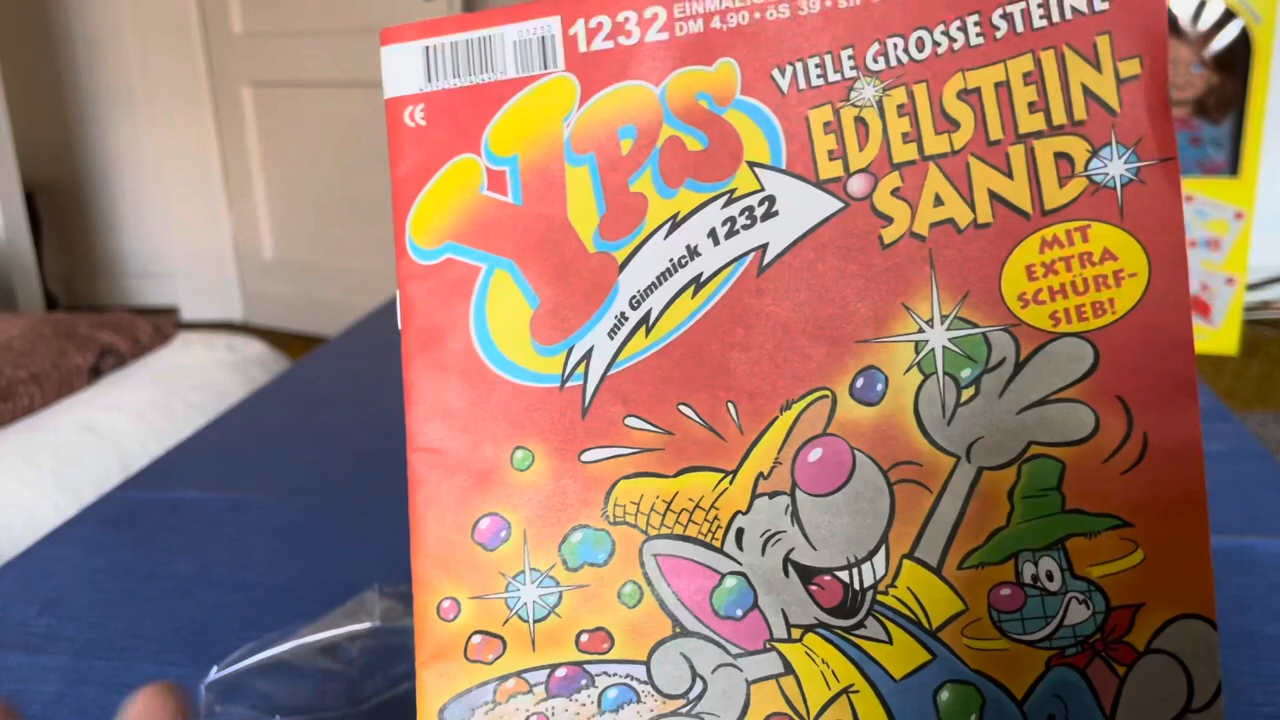 01232
1232
DM 4,90 • öS 39 •
VIELE GROSSE STEINE
EDELSTEIN-
SAND
Yps
mit Gimmick 1232
MIT
EXTRA
SCHÜRF-
SIEB!
CE